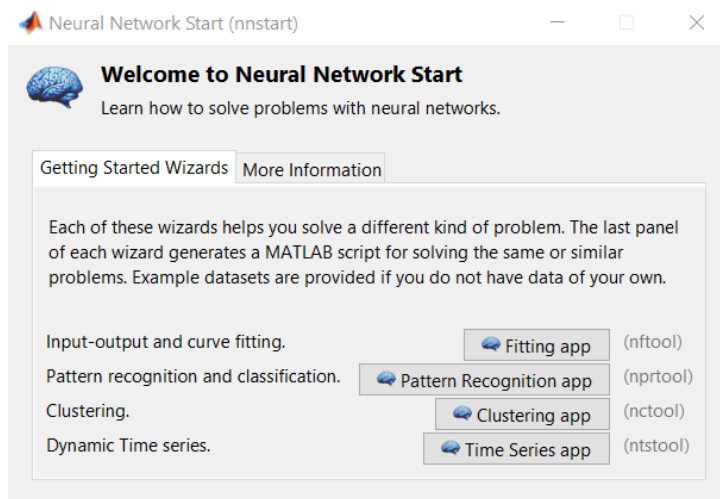 Neural Network Start (nnstart)
Welcome to Neural Network Start
Learn how to solve problems with neural networks.
Getting Started Wizards More Information
Each of these wizards helps you solve a different kind of problem. The last panel
of each wizard generates a MATLAB script for solving the same or similar
problems. Example datasets are provided if you do not have data of your own.
Input-output and curve fitting. Fitting app (nftool)
Pattern recognition and classification. Pattern Recognition app (nprtool)
Clustering. Clustering app (nctool)
Dynamic Time series. Time Series app (ntstool)